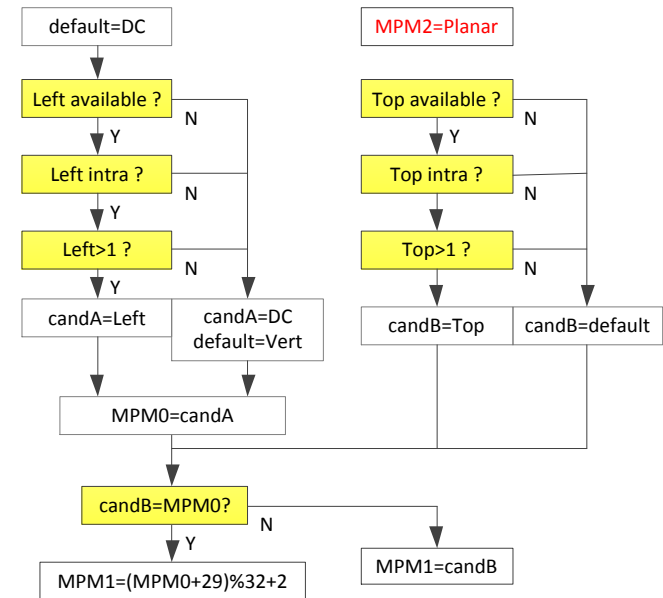 default=DC
MPM2=Planar
Left available ?
N
Y
Left intra ?
N
Y
Left>1 ?
N
Y
candA=Left
candA=DC
default=Vert
MPM0=candA
Top available ?
N
Y
Top intra ?
N
Y
Top>1 ?
N
Y
candB=Top
candB=default
candB=MPM0?
N
Y
MPM1=(MPM0+29)%32+2
MPM1=candB